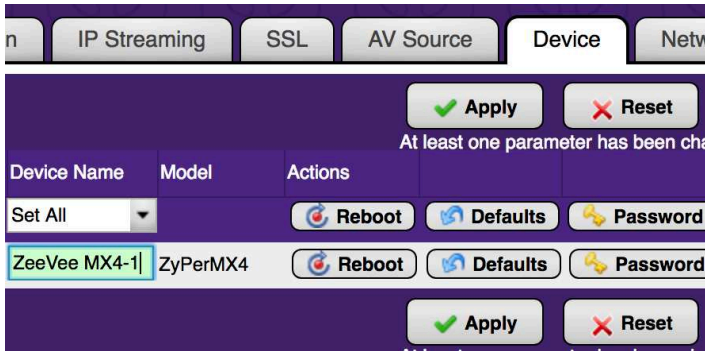 n IP Streaming SSL AV Source Device Netw
Apply Reset
At least one parameter has been cha
Device Name Model Actions
Set All Reboot Defaults Password
ZeeVee MX4-1 ZyPerMX4 Reboot Defaults Password
Apply Reset